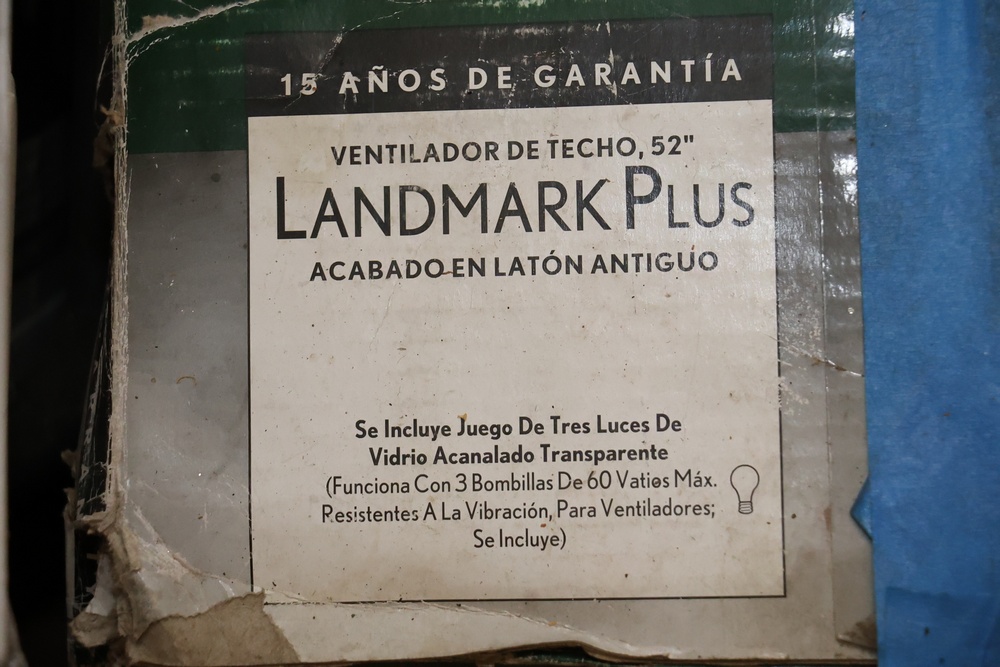 15 AÑOS DE GARANTÍA
VENTILADOR DE TECHO, 52"
LANDMARK PLUS
ACABADO EN LATÓN ANTIGUO
Se Incluye Juego De Tres Luces De
Vidrio Acanalado Transparente
(Funciona Con 3 Bombillas De 60 Vatios Máx.
Resistentes A La Vibración, Para Ventiladores;
Se Incluye)